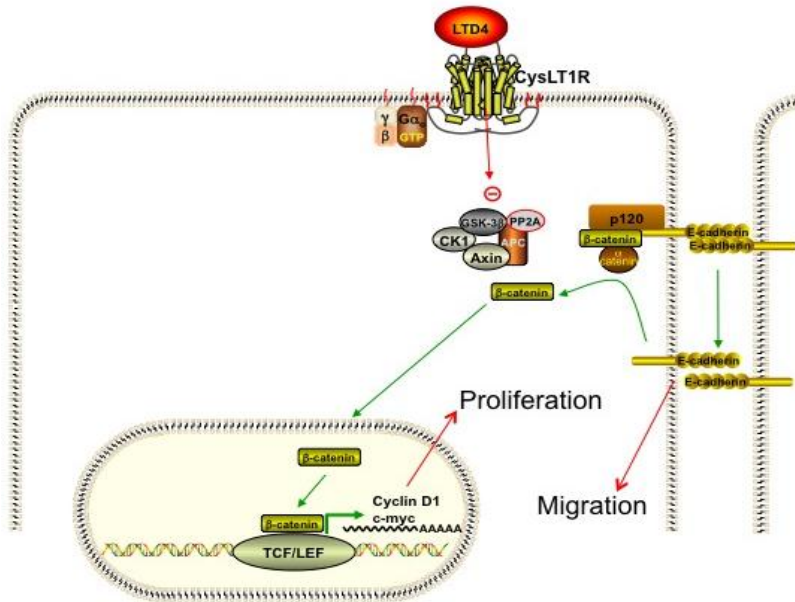 LTD4
CysLT1R
γ
β
Gα
GTP
GSK-3β
PP2A
CK1
APC
Axin
β-catenin
p120
β-catenin
α
catenin
E-cadherin
E-cadherin
E-cadherin
E-cadherin
Proliferation
Migration
β-catenin
β-catenin
Cyclin D1
c-myc
AAAAA
TCF/LEF